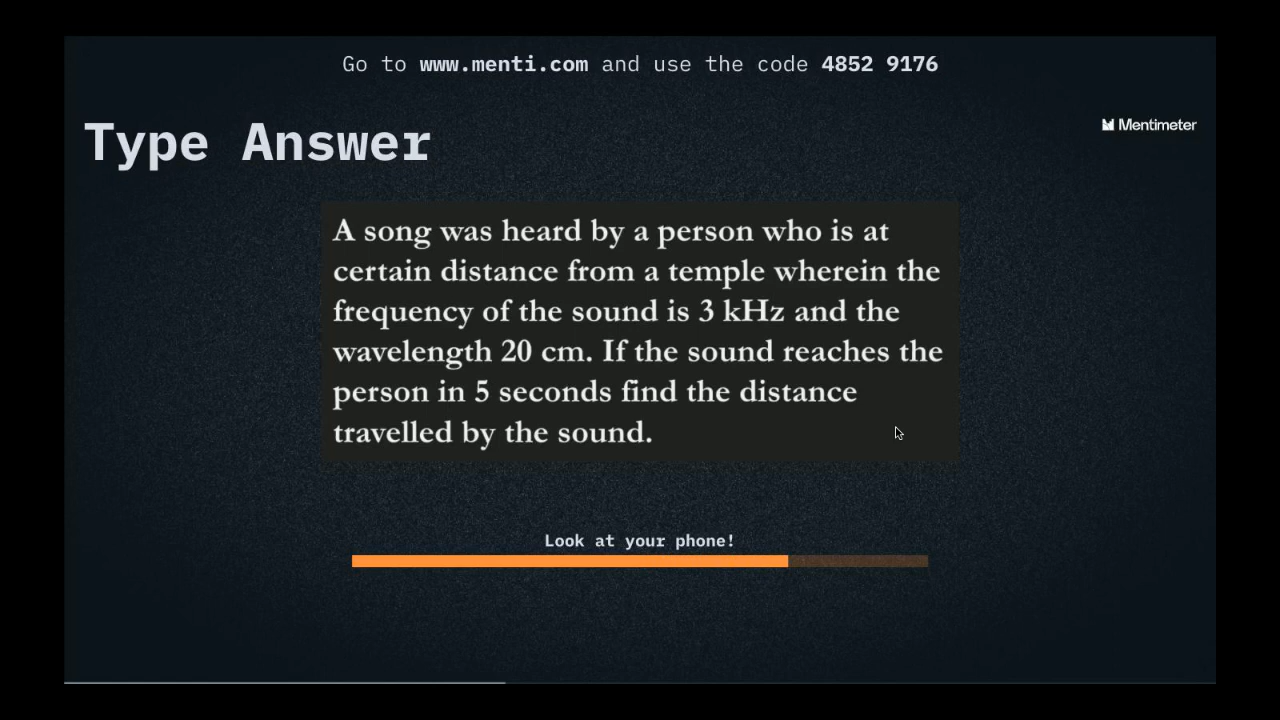 Go to www.menti.com and use the code 4852 9176
Mentimeter
Type Answer
A song was heard by a person who is at
certain distance from a temple wherein the
frequency of the sound is 3 kHz and the
wavelength 20 cm. If the sound reaches the
person in 5 seconds find the distance
travelled by the sound.
Look at your phone!